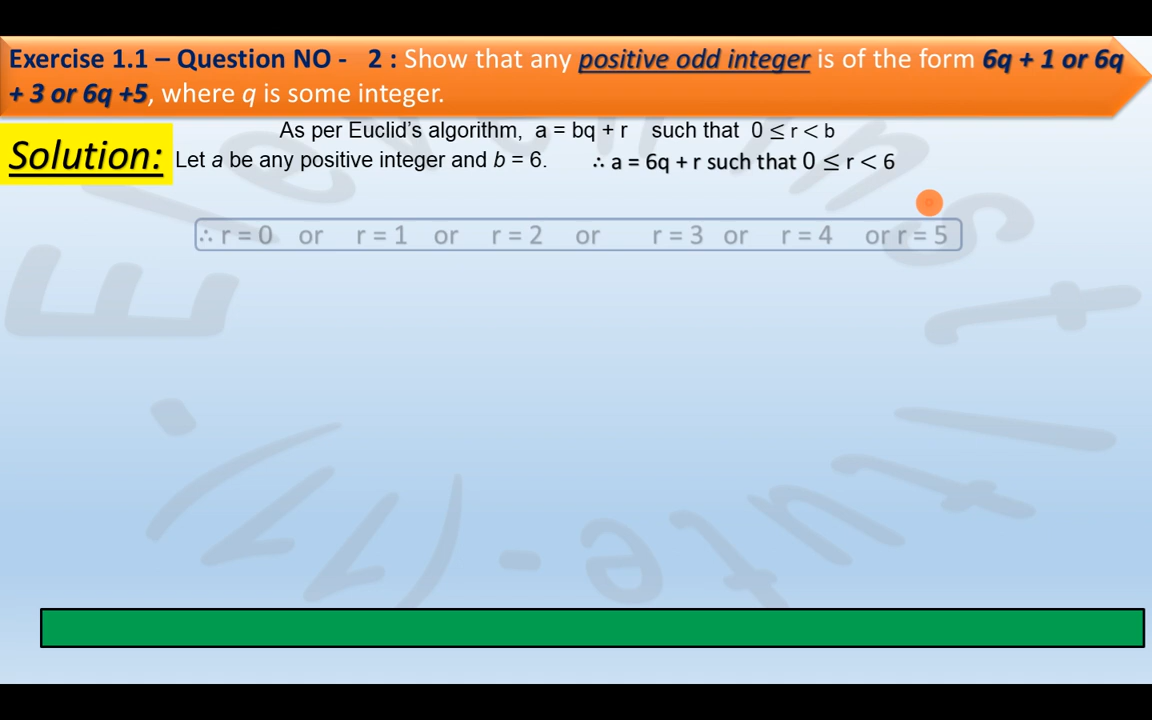 Exercise 1.1 – Question NO - 2 : Show that any positive odd integer is of the form 6q + 1 or 6q
+ 3 or 6q +5, where q is some integer.
As per Euclid's algorithm, a = bq + r such that 0 ≤ r < b
Solution: Let a be any positive integer and b = 6. ∴ a = 6q + r such that 0 ≤ r < 6
∴ r = 0 or r = 1 or r = 2 or r = 3 or r = 4 or r = 5